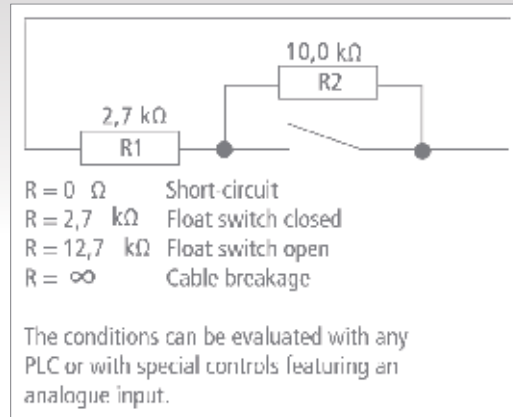 10,0 kΩ
R2
2,7 kΩ
R1
R = 0 Ω Short-circuit
R = 2,7 kΩ Float switch closed
R = 12,7 kΩ Float switch open
R = ∞ Cable breakage
The conditions can be evaluated with any
PLC or with special controls featuring an
analogue input.